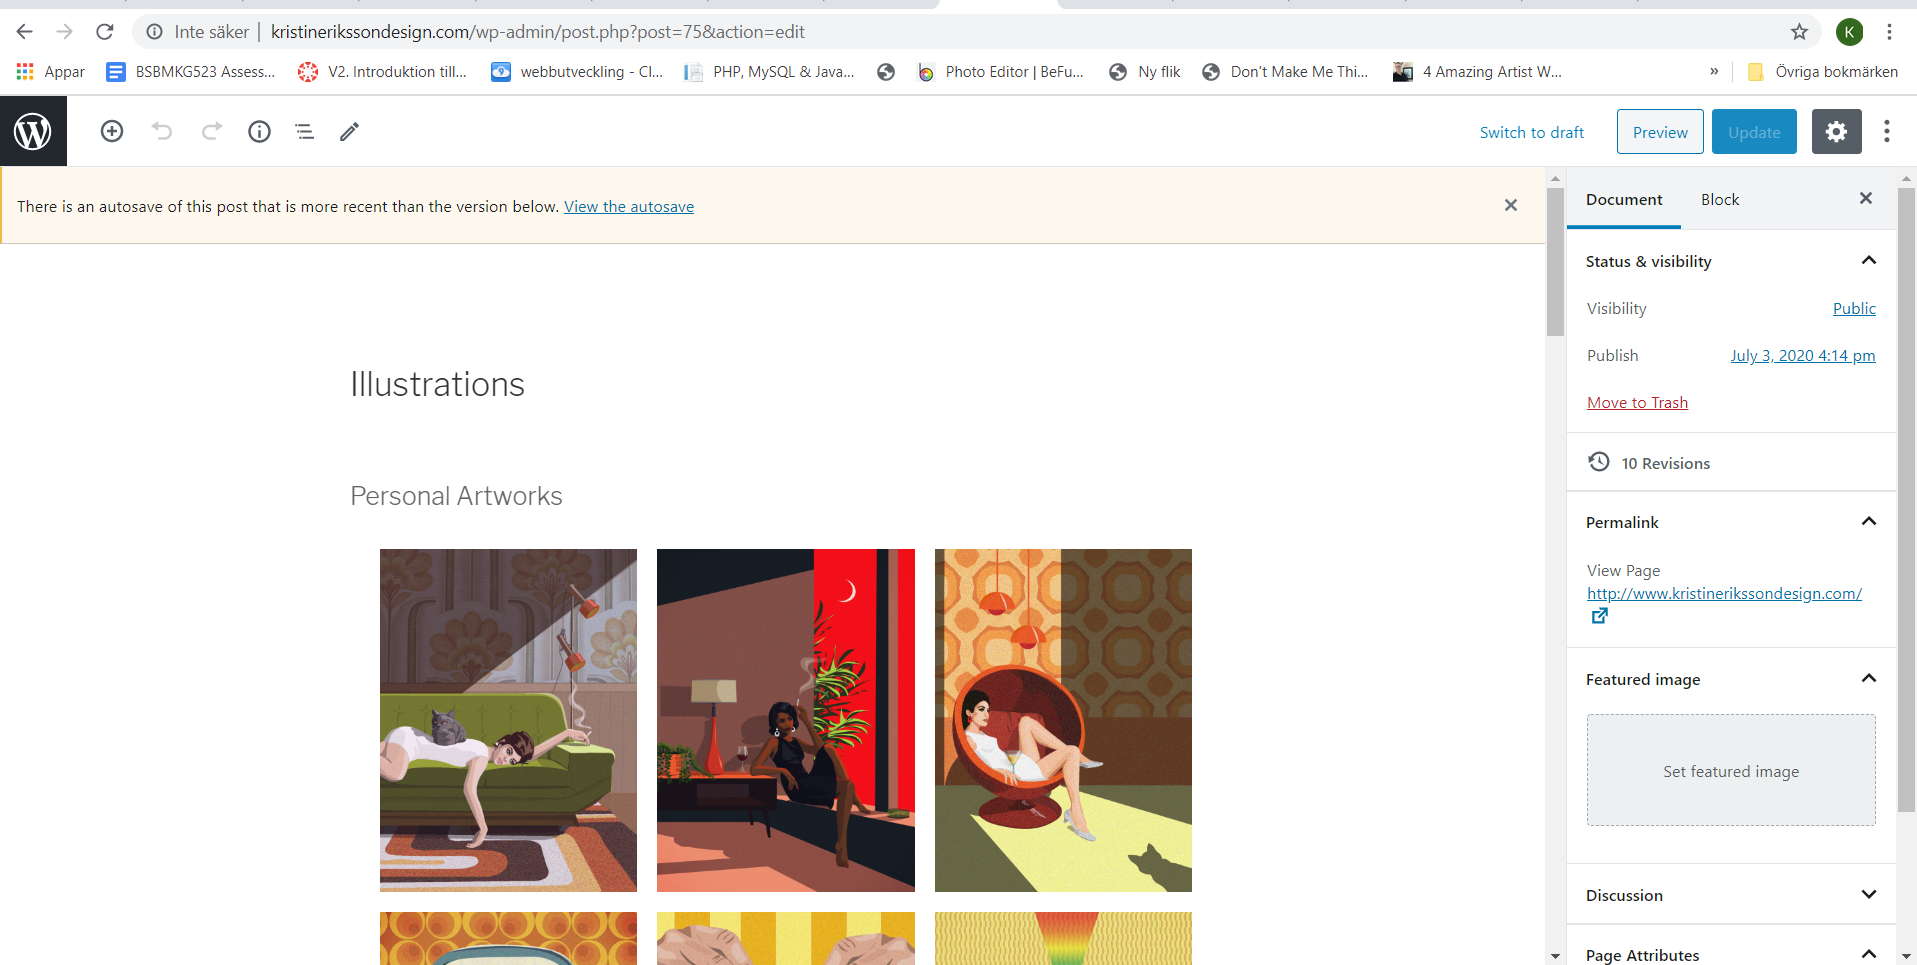 Inte säker | kristinerikssondesign.com/wp-admin/post.php?post=75&action=edit K
Appar BSBMKG523 Assess... V2. Introduktion till... webbutveckling - Cl... PHP, MySQL & Java... Photo Editor | BeFu... Ny flik Don't Make Me Thi... 4 Amazing Artist W... » Övriga bokmärken
Switch to draft Preview Update
There is an autosave of this post that is more recent than the version below. View the autosave
Document Block
Status & visibility
Visibility Public
Publish July 3, 2020 4:14 pm
Move to Trash
10 Revisions
Permalink
View Page
http://www.kristinerikssondesign.com/
Featured image
Set featured image
Discussion
Page Attributes
Illustrations
Personal Artworks